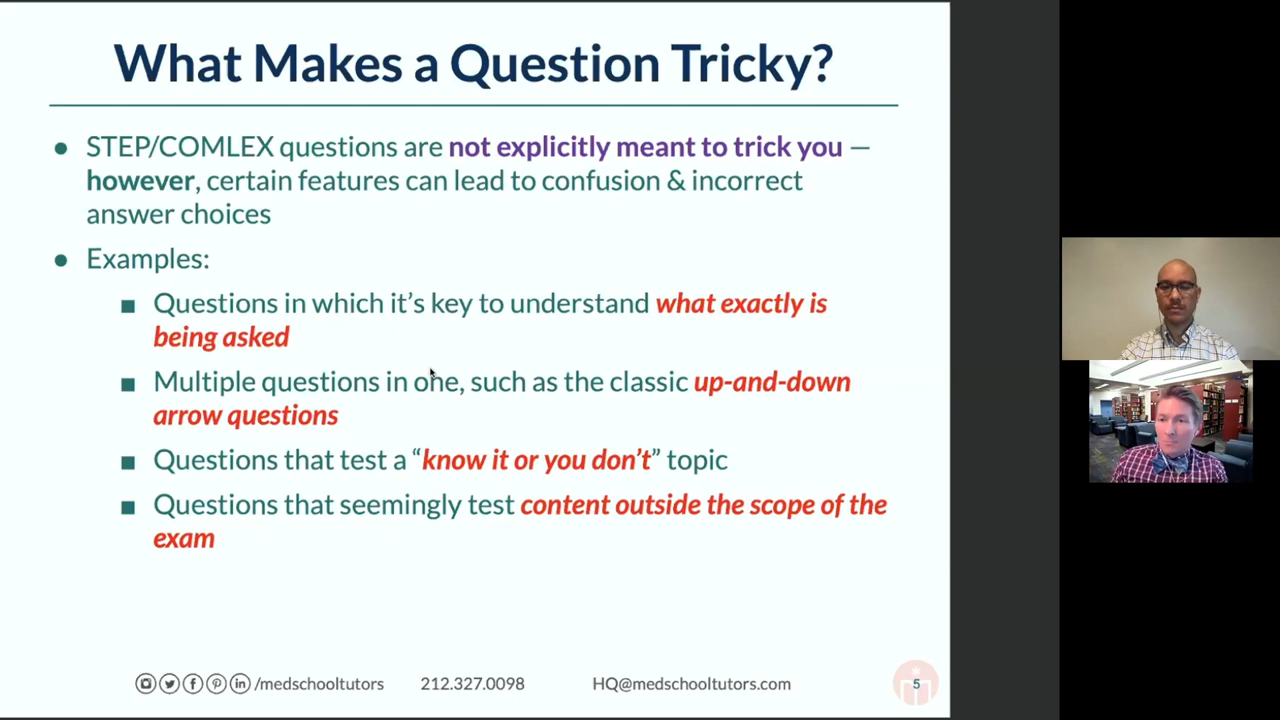 What Makes a Question Tricky?
● STEP/COMLEX questions are not explicitly meant to trick you —
however, certain features can lead to confusion & incorrect
answer choices
● Examples:
■ Questions in which it’s key to understand what exactly is
being asked
■ Multiple questions in one, such as the classic up-and-down
arrow questions
■ Questions that test a “know it or you don’t” topic
■ Questions that seemingly test content outside the scope of the
exam
/medschooltutors 212.327.0098 HQ@medschooltutors.com 5